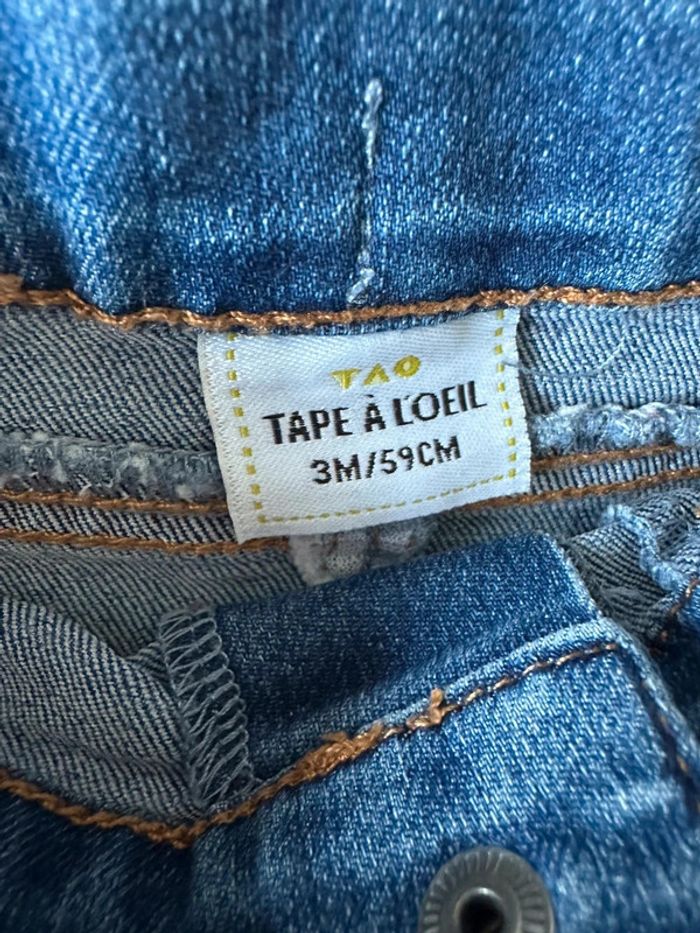 TAO
TAPE À L'OEIL
3M/59CM